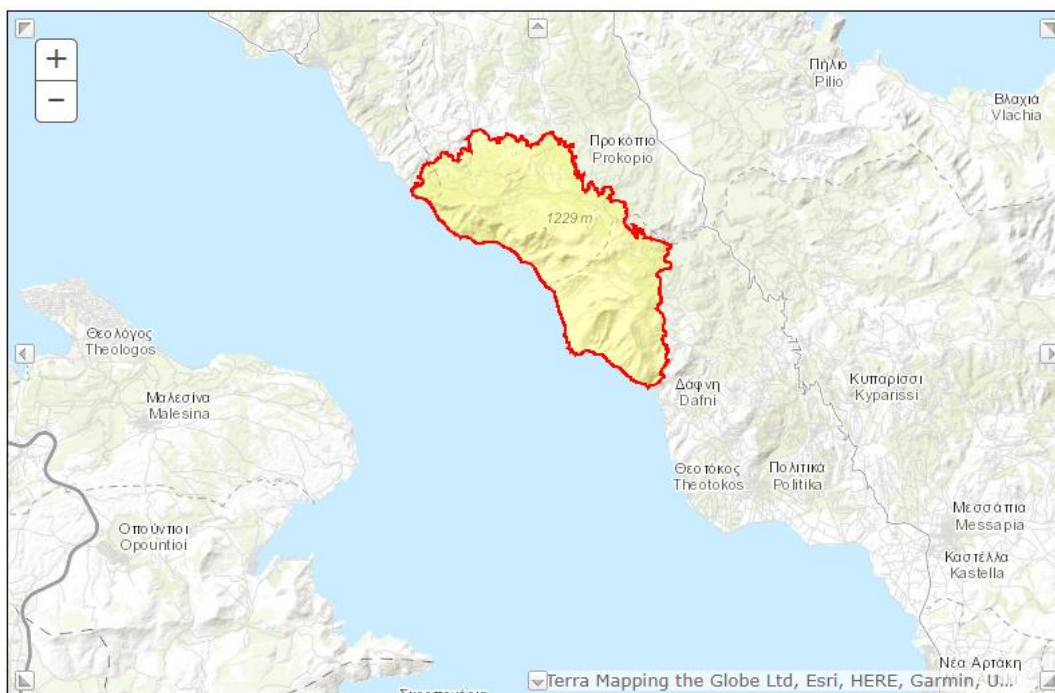 +
−
Πήλιο
Pilio
Βλαχιά
Vlachia
Προκόπιο
Prokopio
1229 m
Θεολόγος
Theologos
Μαλεσίνα
Malesina
Δάφνη
Dafni
Κυπαρίσσι
Kyparissi
Θεοτόκος
Theotokos
Πολιτικά
Politika
Μεσσάπια
Messapia
Οπούντιοι
Opountioi
Καστέλλα
Kastella
Νέα Αρτάκη
Terra Mapping the Globe Ltd, Esri, HERE, Garmin, U...